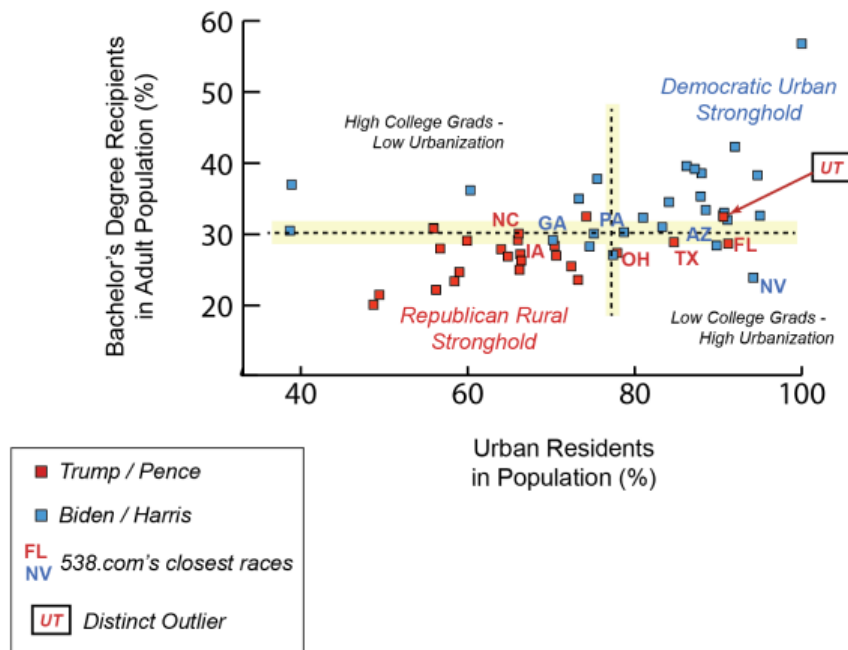 60
50
40
30
20
Bachelor's Degree Recipients
in Adult Population (%)
High College Grads -
Low Urbanization
Democratic Urban
Stronghold
UT
NC
GA
PA
IA
AZ
OH
TX
FL
NV
Republican Rural
Stronghold
Low College Grads -
High Urbanization
40
60
80
100
Urban Residents
in Population (%)
Trump / Pence
Biden / Harris
FL
NV
538.com's closest races
UT
Distinct Outlier